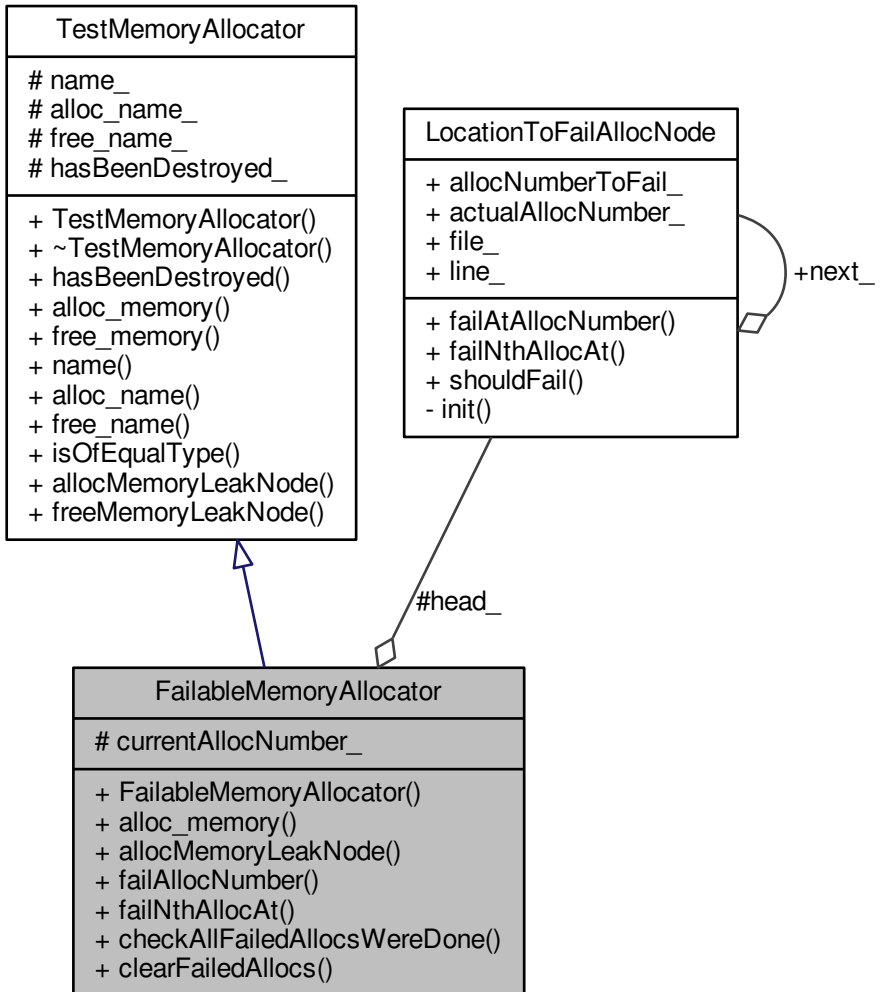 TestMemoryAllocator
# name_
# alloc_name_
# free_name_
# hasBeenDestroyed_
+ TestMemoryAllocator()
+ ~TestMemoryAllocator()
+ hasBeenDestroyed()
+ alloc_memory()
+ free_memory()
+ name()
+ alloc_name()
+ free_name()
+ isOfEqualType()
+ allocMemoryLeakNode()
+ freeMemoryLeakNode()
LocationToFailAllocNode
+ allocNumberToFail_
+ actualAllocNumber_
+ file_
+ line_
+ failAtAllocNumber()
+ failNthAllocAt()
+ shouldFail()
- init()
+next_
#head_
FailableMemoryAllocator
# currentAllocNumber_
+ FailableMemoryAllocator()
+ alloc_memory()
+ allocMemoryLeakNode()
+ failAllocNumber()
+ failNthAllocAt()
+ checkAllFailedAllocsWereDone()
+ clearFailedAllocs()